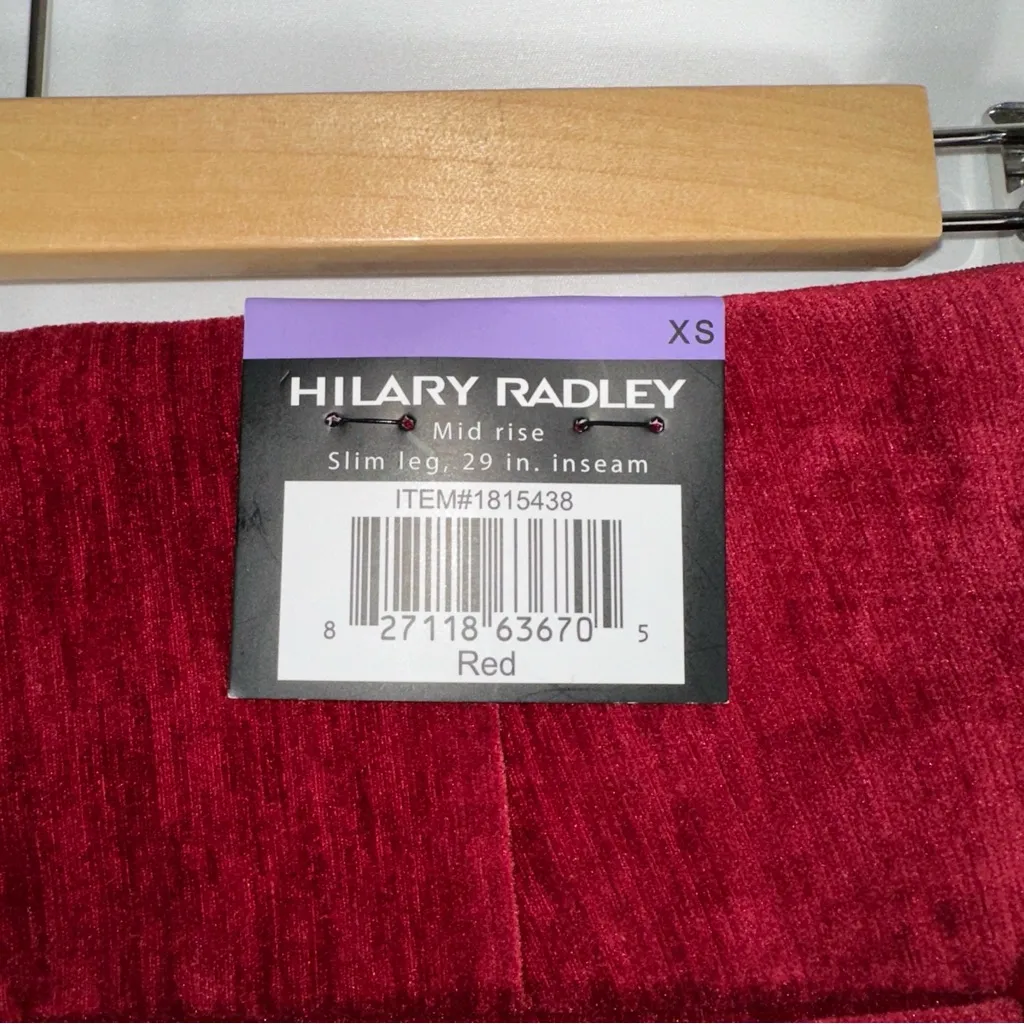 XS
HILARY RADLEY
Mid rise
Slim leg, 29 in. inseam
ITEM#1815438
8 27118 63670 5
Red